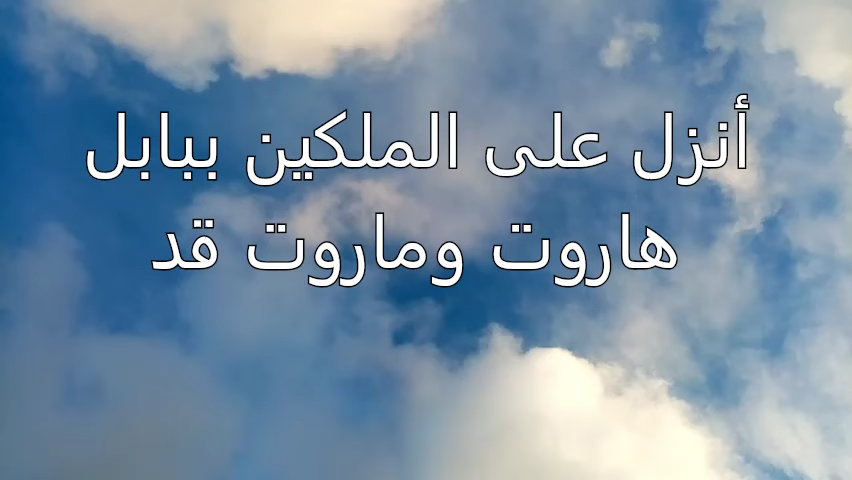 أنزل على الملكين ببابل
هاروت وماروت قد